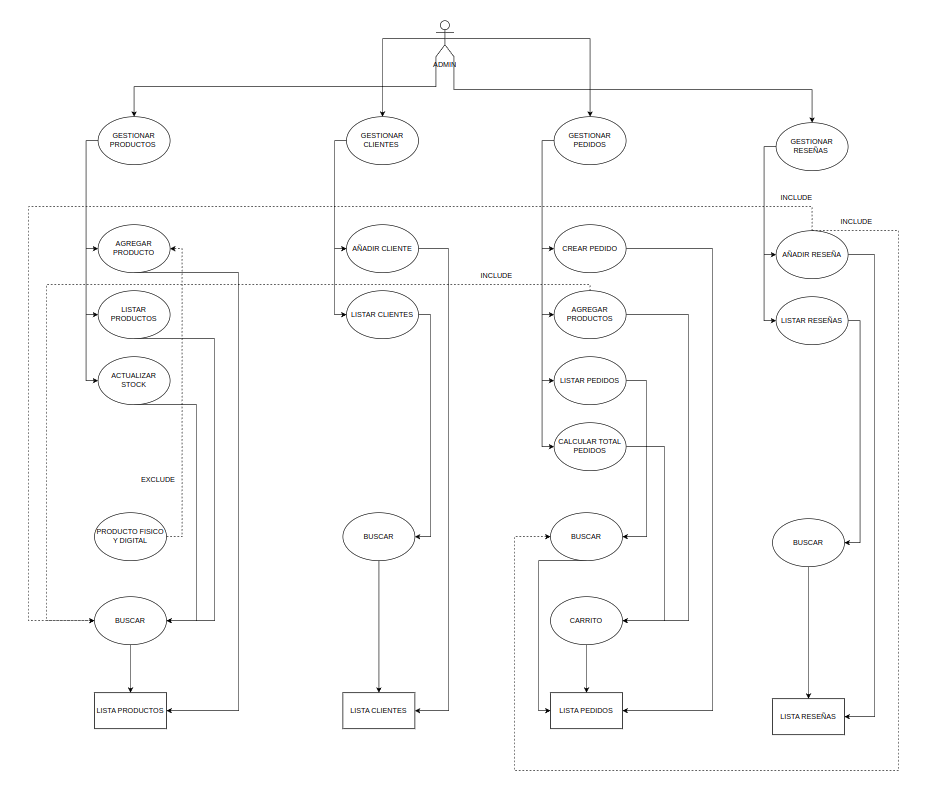 ADMIN
GESTIONAR
PRODUCTOS
GESTIONAR
CLIENTES
GESTIONAR
PEDIDOS
GESTIONAR
RESEÑAS
INCLUDE
INCLUDE
AGREGAR
PRODUCTO
AÑADIR CLIENTE
CREAR PEDIDO
AÑADIR RESEÑA
INCLUDE
LISTAR
PRODUCTOS
LISTAR CLIENTES
AGREGAR
PRODUCTOS
LISTAR RESEÑAS
ACTUALIZAR
STOCK
LISTAR PEDIDOS
CALCULAR TOTAL
PEDIDOS
EXCLUDE
PRODUCTO FISICO
Y DIGITAL
BUSCAR
BUSCAR
BUSCAR
BUSCAR
CARRITO
LISTA PRODUCTOS
LISTA CLIENTES
LISTA PEDIDOS
LISTA RESEÑAS